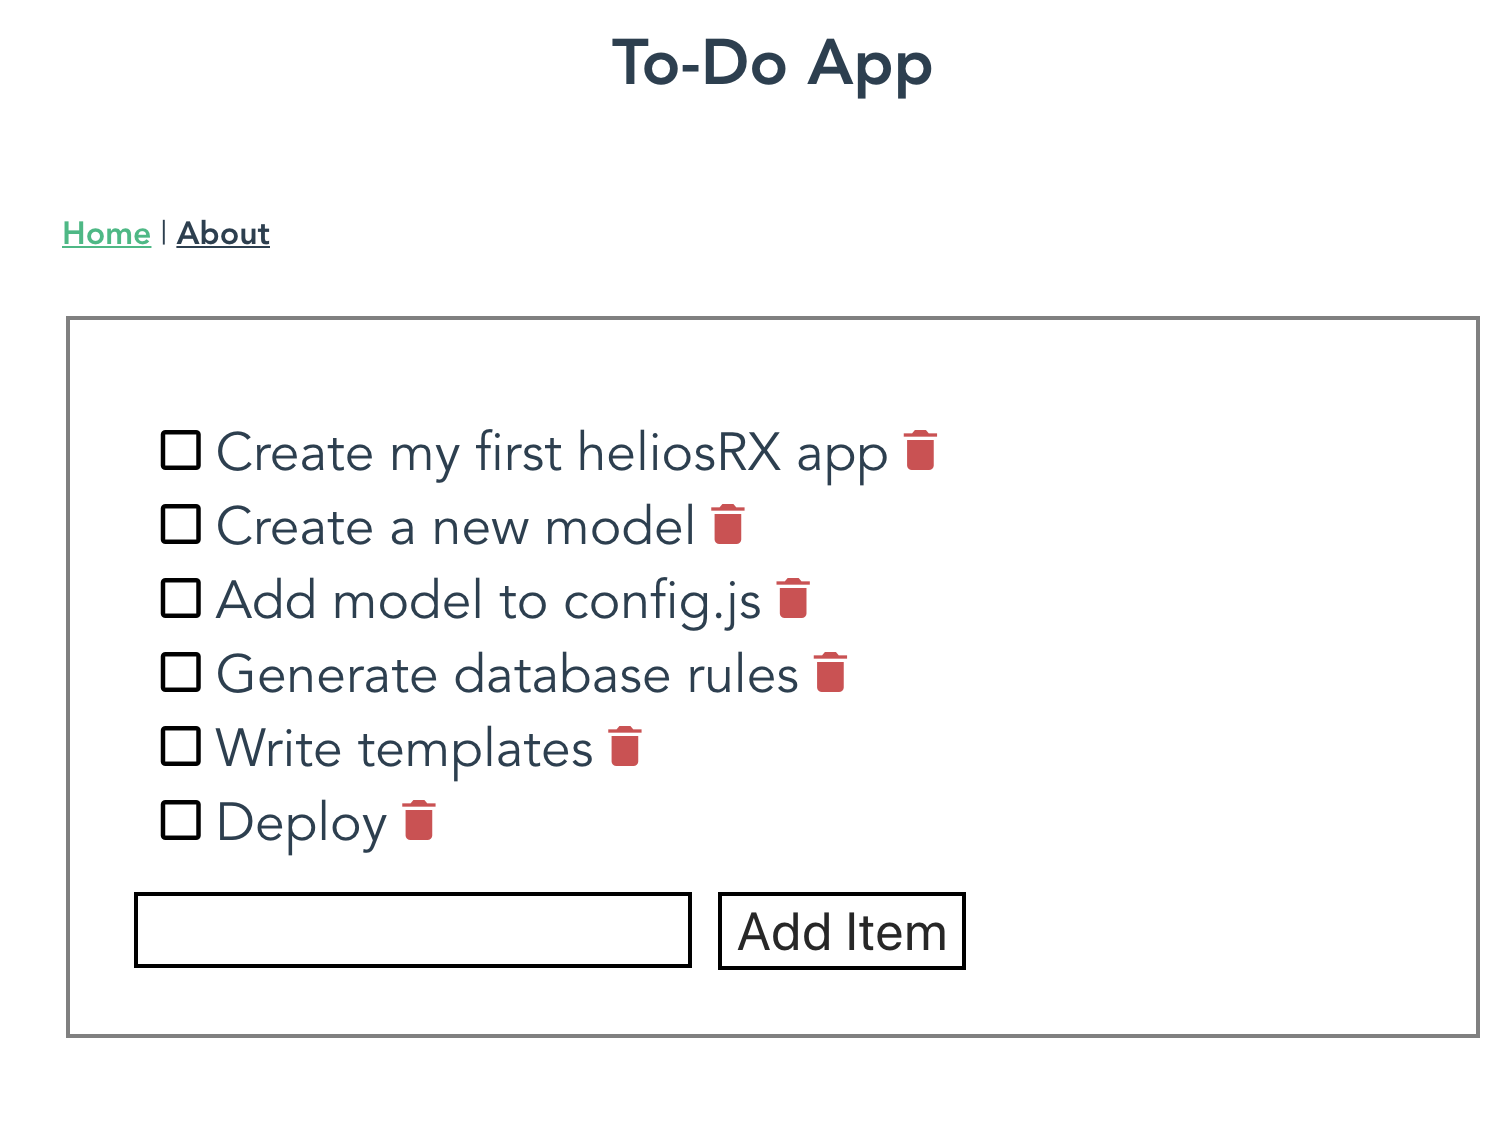 To-Do App
Home | About
Create my first heliosRX app
Create a new model
Add model to config.js
Generate database rules
Write templates
Deploy
Add Item